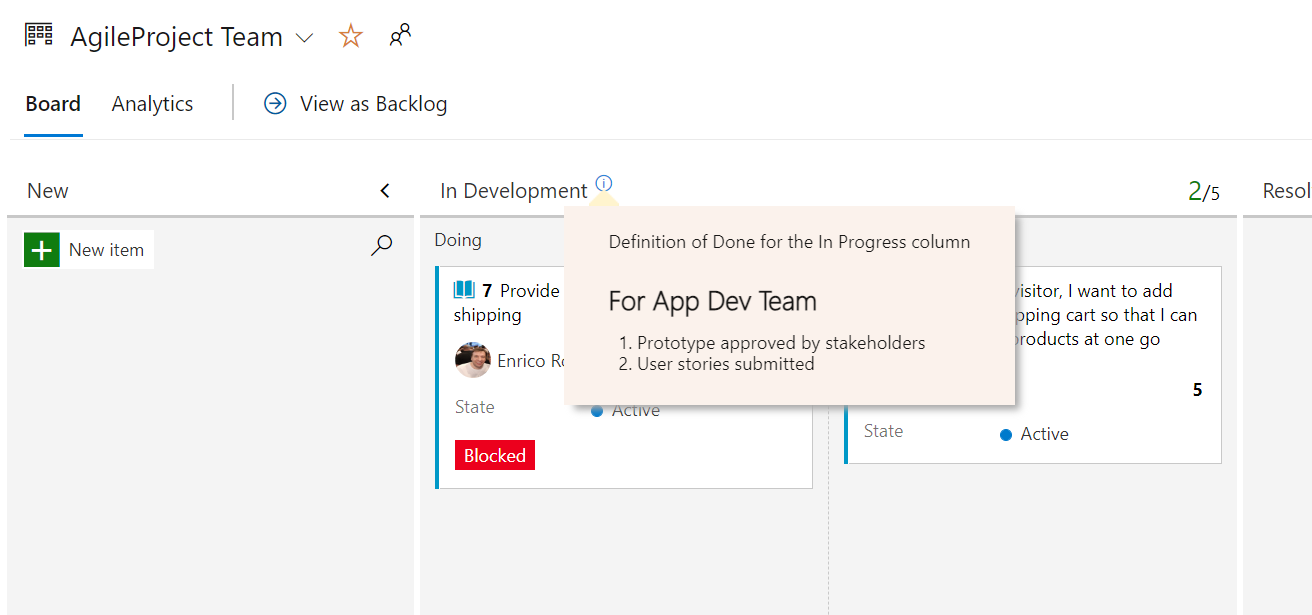 AgileProject Team
Board Analytics View as Backlog
New
In Development
2/5
New item
Doing
Definition of Done for the In Progress column
For App Dev Team
1. Prototype approved by stakeholders
2. User stories submitted
7 Provide
shipping
Enrico
State Active
Blocked
visitor, I want to add
cart so that I can
products at one go
5
State Active